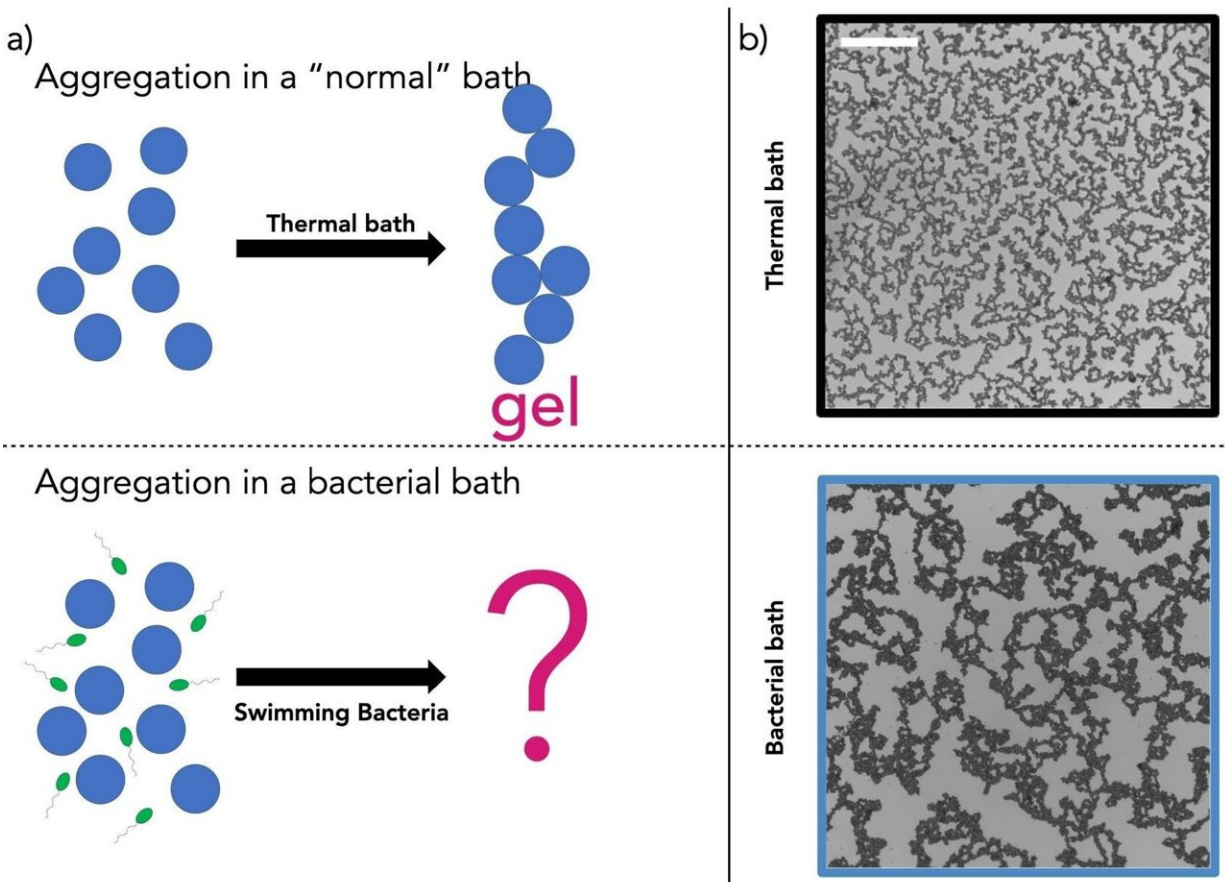 a)
Aggregation in a “normal” bath
Thermal bath
gel
Aggregation in a bacterial bath
Swimming Bacteria
?
b)
Thermal bath
Bacterial bath